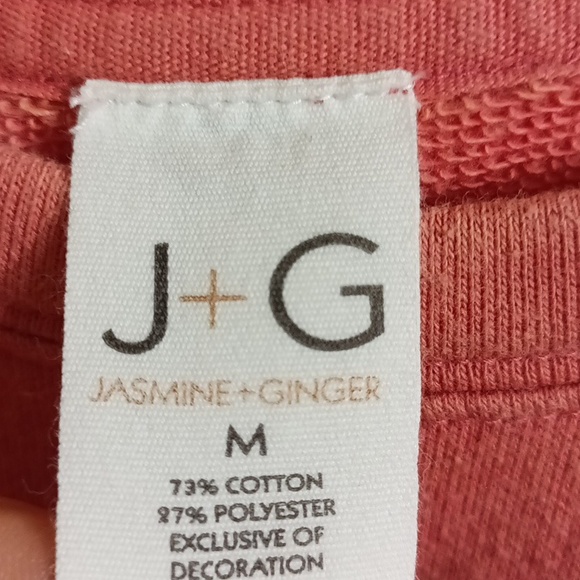 J+G
JASMINE+GINGER
M
73% COTTON
27% POLYESTER
EXCLUSIVE OF
DECORATION